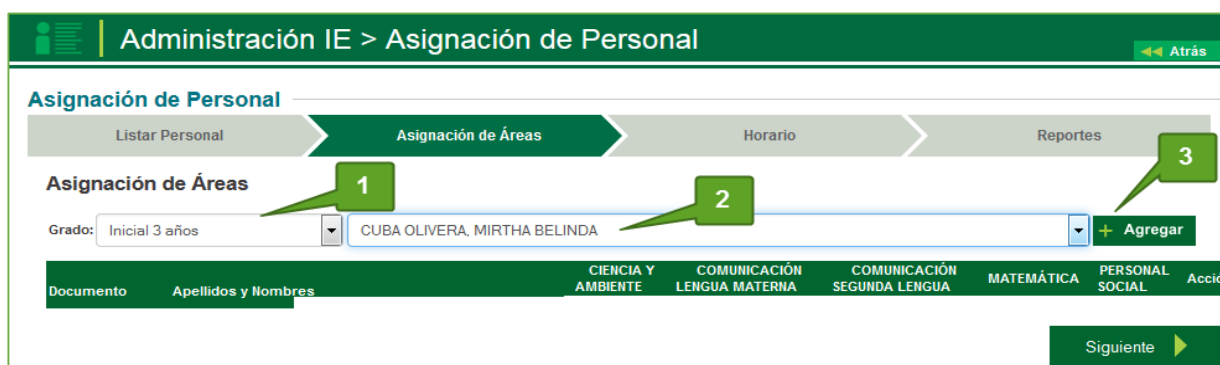 Administración IE > Asignación de Personal
Atrás
Asignación de Personal
Listar Personal Asignación de Áreas Horario Reportes
3
Asignación de Áreas 1
2
Grado: Inicial 3 años CUBA OLIVERA, MIRTHA BELINDA + Agregar
CIENCIA Y COMUNICACIÓN COMUNICACIÓN PERSONAL
Documento Apellidos y Nombres AMBIENTE LENGUA MATERNA SEGUNDA LENGUA MATEMÁTICA SOCIAL Acció
Siguiente